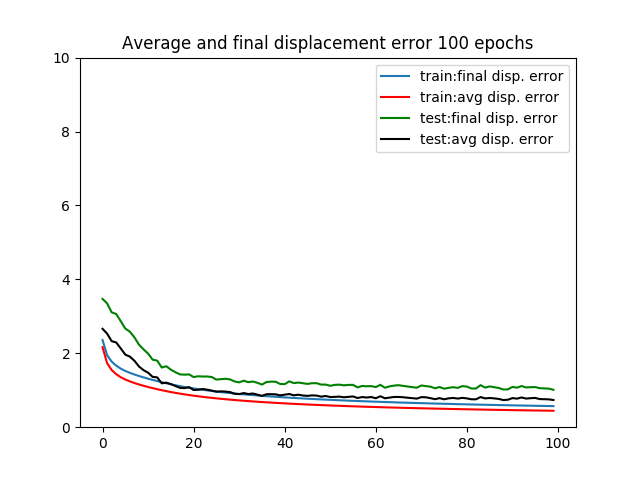 Average and final displacement error 100 epochs
10
8
6
4
2
0
train:final disp. error
train:avg disp. error
test:final disp. error
test:avg disp. error
0 20 40 60 80 100